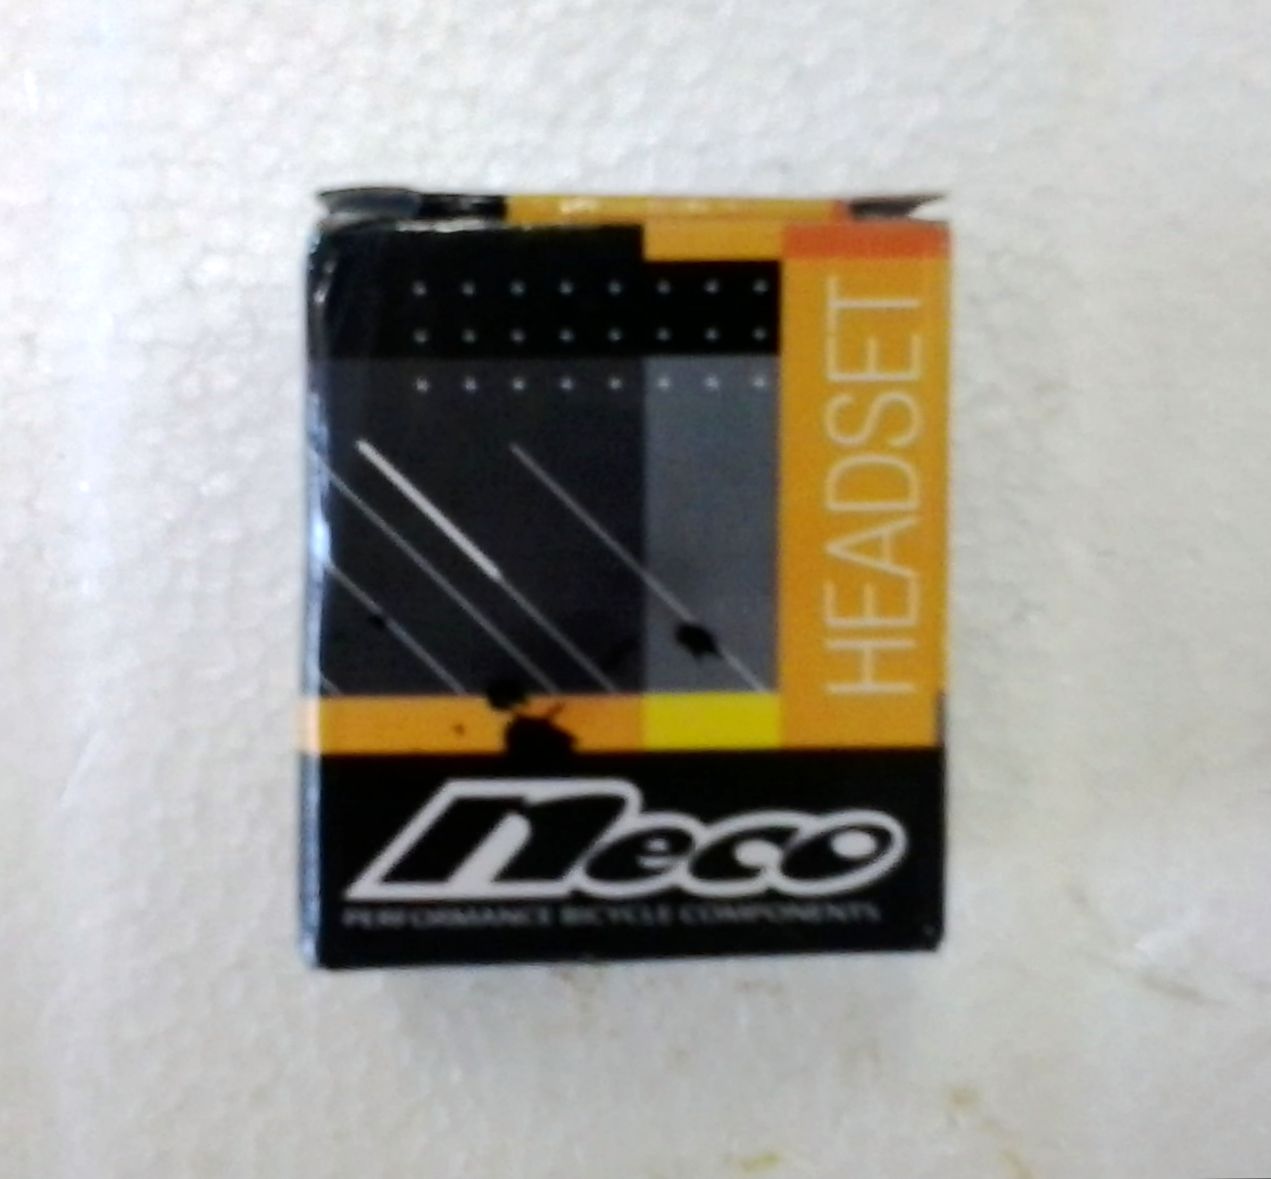 HEADSET
neco
PERFORMANCE BICYCLE COMPONENTS